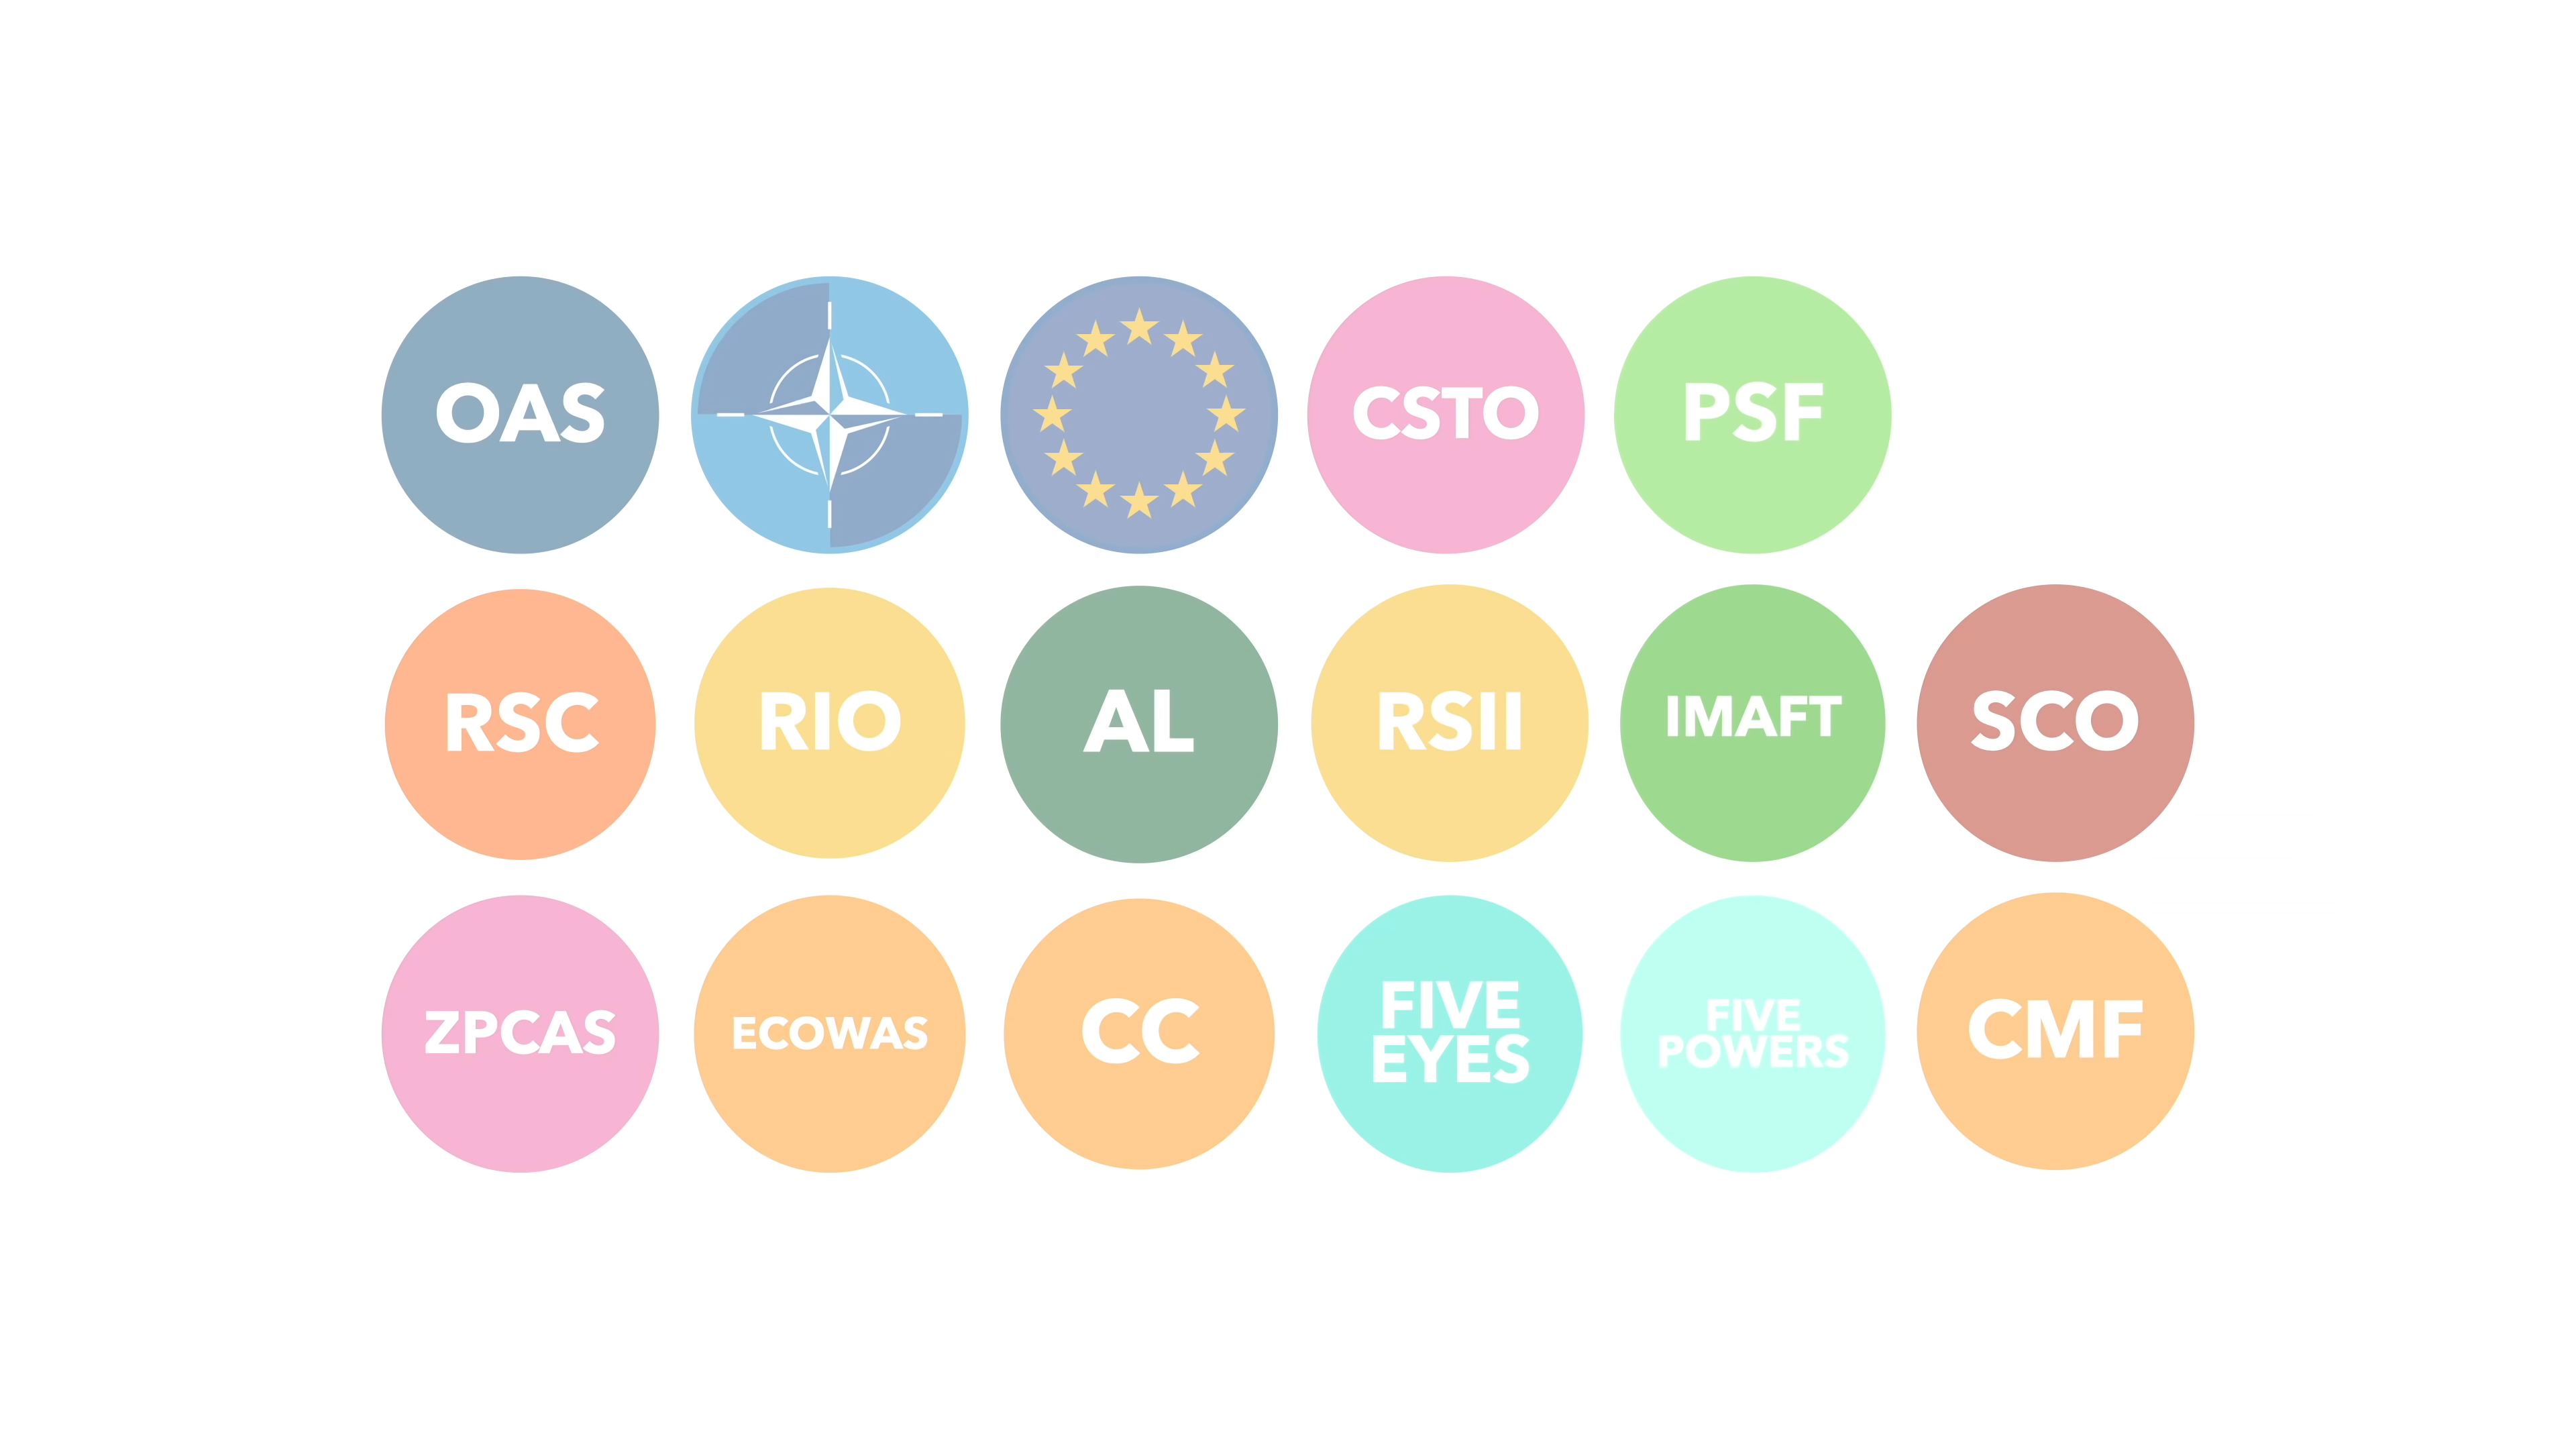 OAS
CSTO
PSF
RSC
RIO
AL
RSII
IMAFT
SCO
ZPCAS
ECOWAS
CC
FIVE
EYES
FIVE
POWERS
CMF